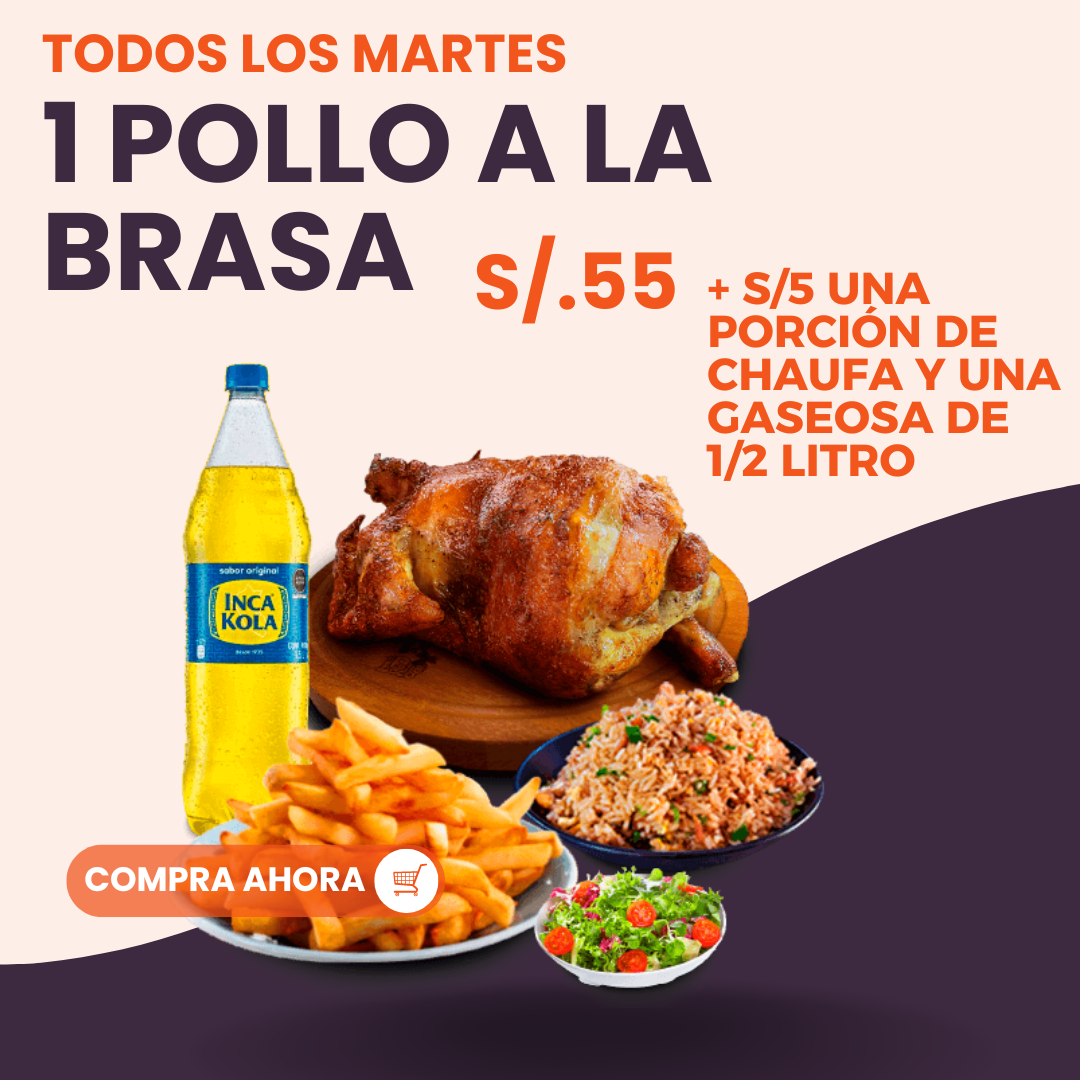 TODOS LOS MARTES
1 POLLO A LA
BRASA
S/.55
+ S/5 UNA
PORCIÓN DE
CHAUFA Y UNA
GASEOSA DE
1/2 LITRO
sabor original
INCA
KOLA
COMPRA AHORA